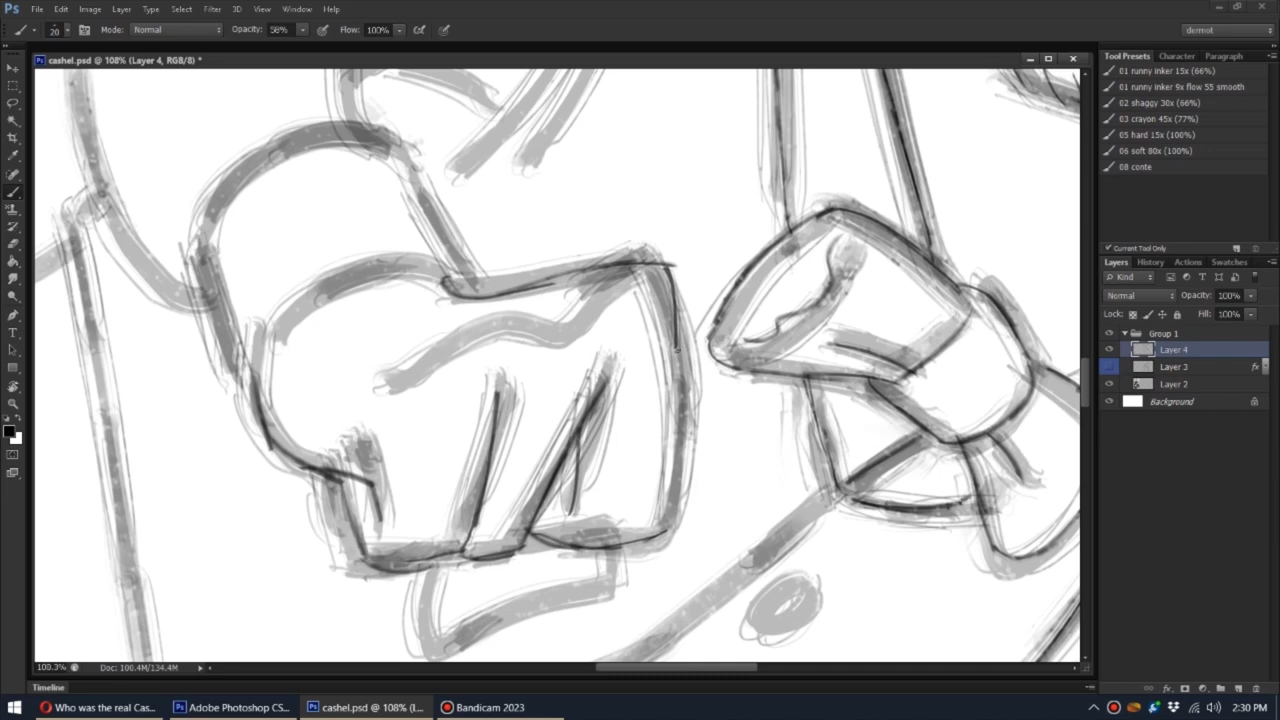 Ps File Edit Image Layer Type Select Filter 3D View Window Help
20 Mode: Normal Opacity: 58% Flow: 100% dermot
cashel.psd @ 108% (Layer 4, RGB/8) *
Tool Presets Character Paragraph
01 runny inker 15x (66%)
01 runny inker 9x flow 55 smooth
02 shaggy 30x (66%)
03 crayon 45x (77%)
05 hard 15x (100%)
06 soft 80x (100%)
08 conte
Current Tool Only
Layers History Actions Swatches
Kind
Normal Opacity: 100%
Lock: Fill: 100%
Group 1
Layer 4
Layer 3 fx
Layer 2
Background
Doc: 100.4M/134.4M
Timeline
Who was the real Cas... Ps Adobe Photoshop CS... Ps cashel.psd @ 108% (L... Bandicam 2023 2:30 PM